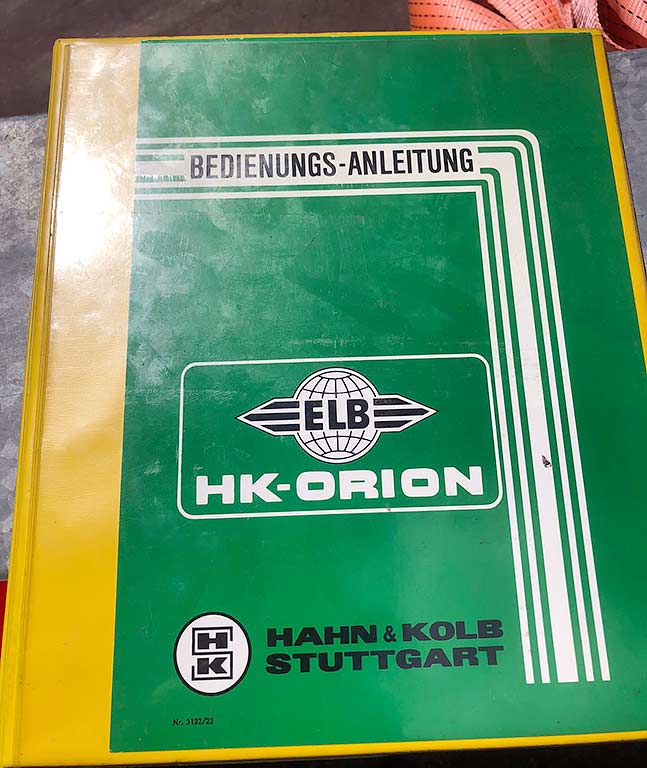 BEDIENUNGS-ANLEITUNG
ELB
HK-ORION
HK
HAHN & KOLB
STUTTGART
Nr. 3132/22